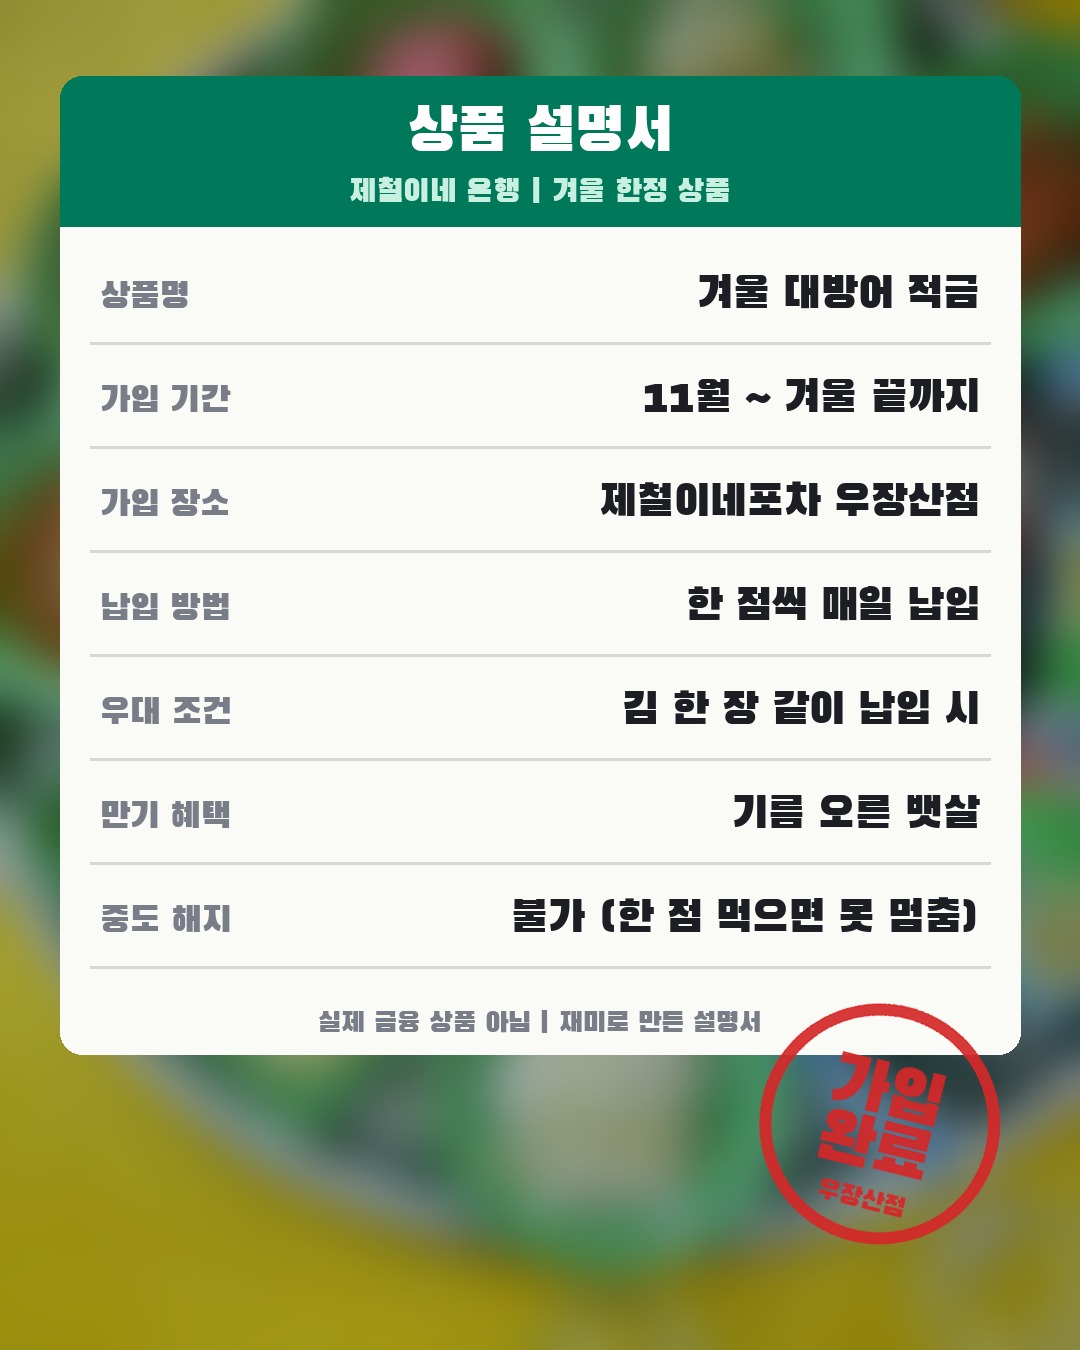 상품 설명서
제철이네 은행 | 겨울 한정 상품
상품명 겨울 대방어 적금
가입 기간 11월 ~ 겨울 끝까지
가입 장소 제철이네포차 우장산점
납입 방법 한 점씩 매일 납입
우대 조건 김 한 장 같이 납입 시
만기 혜택 기름 오른 뱃살
중도 해지 불가 (한 점 먹으면 못 멈춤)
실제 금융 상품 아님 | 재미로 만든 설명서
가입
완료
우장산점